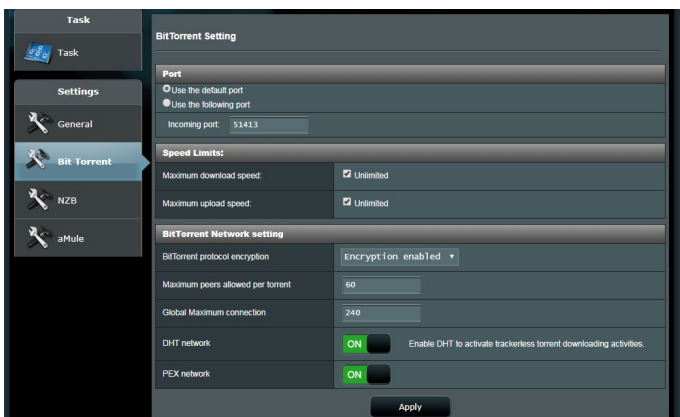 Task
Task
Settings
General
Bit Torrent
NZB
aMule
BitTorrent Setting
Port
Use the default port
Use the following port
Incoming port: 51413
Speed Limits:
Maximum download speed: Unlimited
Maximum upload speed: Unlimited
BitTorrent Network setting
BitTorrent protocol encryption Encryption enabled
Maximum peers allowed per torrent 60
Global Maximum connection 240
DHT network ON Enable DHT to activate trackerless torrent downloading activities.
PEX network ON
Apply